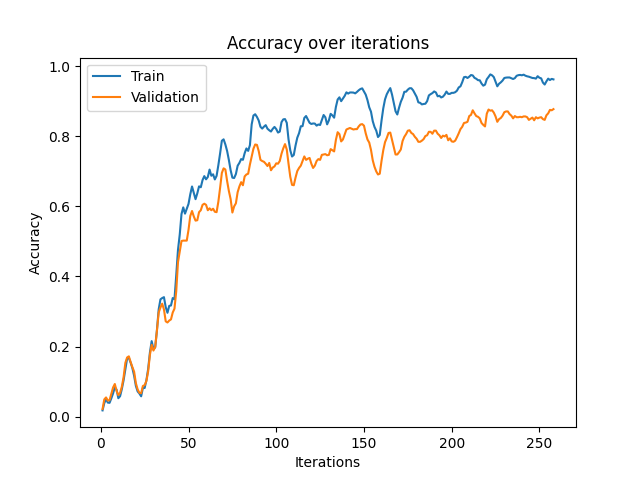 Accuracy over iterations
Train
Validation
1.0
0.8
0.6
0.4
0.2
0.0
Accuracy
0 50 100 150 200 250
Iterations